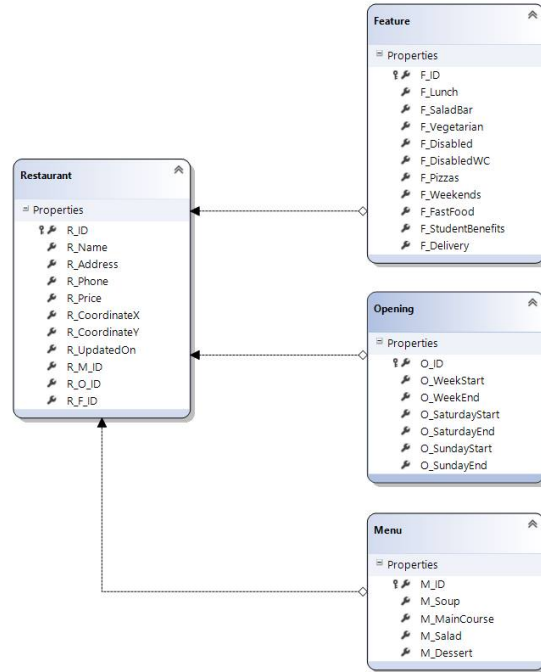 Feature
Properties
F_ID
F_Lunch
F_SaladBar
F_Vegetarian
F_Disabled
F_DisabledWC
F_Pizzas
F_Weekends
F_FastFood
F_StudentBenefits
F_Delivery
Restaurant
Properties
R_ID
R_Name
R_Address
R_Phone
R_Price
R_CoordinateX
R_CoordinateY
R_UpdatedOn
R_M_ID
R_O_ID
R_F_ID
Opening
Properties
O_ID
O_WeekStart
O_WeekEnd
O_SaturdayStart
O_SaturdayEnd
O_SundayStart
O_SundayEnd
Menu
Properties
M_ID
M_Soup
M_MainCourse
M_Salad
M_Dessert